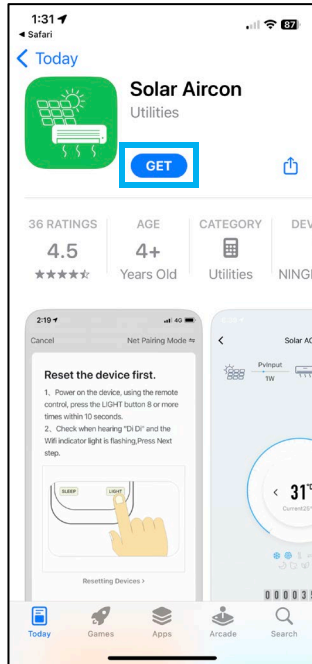 1:31
87
◄ Safari
Today
Solar Aircon
Utilities
GET
36 RATINGS
AGE
CATEGORY
DEV
4.5
4+
★★★★
Years Old
Utilities
NING
2:19
4G
Cancel
Net Pairing Mode
Reset the device first.
1、Power on the device, using the remote
control, press the LIGHT button 8 or more
times within 10 seconds.
2、Check when hearing "Di Di" and the
Wifi indicator light is flashing,Press Next
step.
SLEEP
LIGHT
Resetting Devices >
Solar AC
PvInput
1W
31°
Current25°
000035
Today
Games
Apps
Arcade
Search